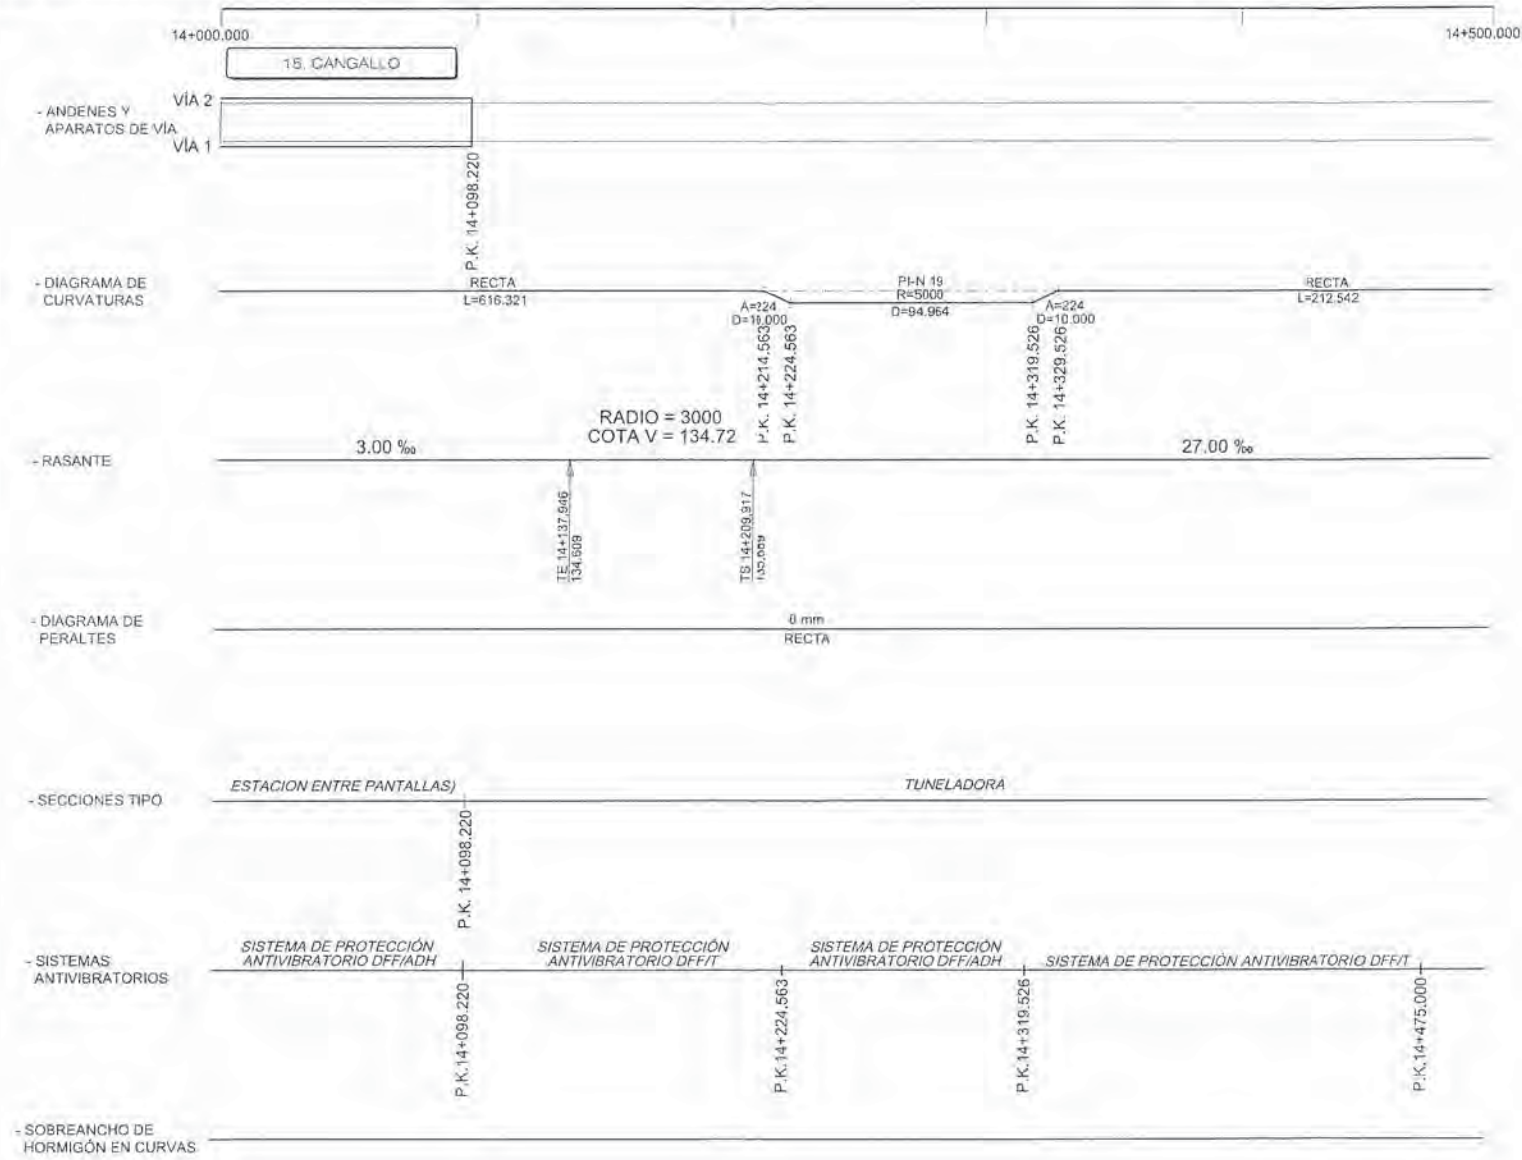 14+000.000
14+500.000
15. CANGALLO
- ANDENES Y
APARATOS DE VÍA
VÍA 2
VÍA 1
P.K. 14+098.220
- DIAGRAMA DE
CURVATURAS
RECTA
L=616.321
A=224
D=10.000
PI-N 19
R=5000
D=94.964
A=224
D=10.000
RECTA
L=212.542
P.K. 14+214.563
P.K. 14+224.563
P.K. 14+319.526
P.K. 14+329.526
- RASANTE
3.00 ‰
RADIO = 3000
COTA V = 134.72
27.00 ‰
TE 14+137.946
134.609
TS 14+209.917
- DIAGRAMA DE
PERALTES
0 mm
RECTA
- SECCIONES TIPO
ESTACION ENTRE PANTALLAS)
TUNELADORA
P.K. 14+098.220
- SISTEMAS
ANTIVIBRATORIOS
SISTEMA DE PROTECCIÓN
ANTIVIBRATORIO DFF/ADH
SISTEMA DE PROTECCIÓN
ANTIVIBRATORIO DFF/T
SISTEMA DE PROTECCIÓN
ANTIVIBRATORIO DFF/ADH
SISTEMA DE PROTECCIÓN ANTIVIBRATORIO DFF/T
P.K.14+098.220
P.K.14+224.563
P.K.14+319.526
P.K.14+475.000
- SOBREANCHO DE
HORMIGÓN EN CURVAS